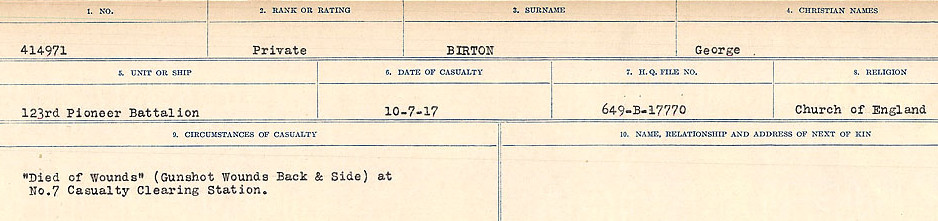 1. NO. 2. RANK OR RATING 3. SURNAME 4. CHRISTIAN NAMES
414971 Private BIRTON George
5. UNIT OR SHIP 6. DATE OF CASUALTY 7. H. Q. FILE NO. 8. RELIGION
123rd Pioneer Battalion 10-7-17 649-B-17770 Church of England
9. CIRCUMSTANCES OF CASUALTY 10. NAME, RELATIONSHIP AND ADDRESS OF NEXT OF KIN
"Died of Wounds" (Gunshot Wounds Back & Side) at
No.7 Casualty Clearing Station.